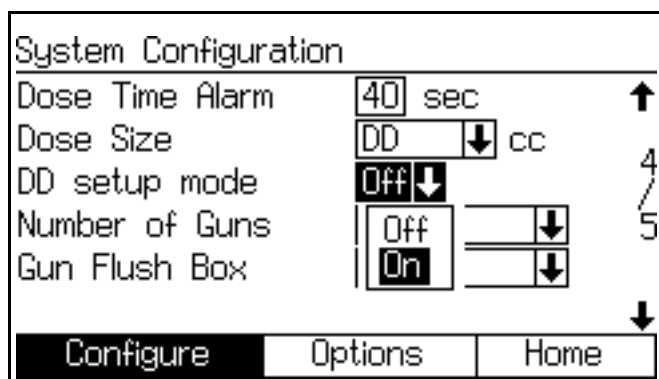 System Configuration
Dose Time Alarm 40 sec
Dose Size DD cc
DD setup mode Off
Number of Guns Off
Gun Flush Box On
4/5
Configure Options Home